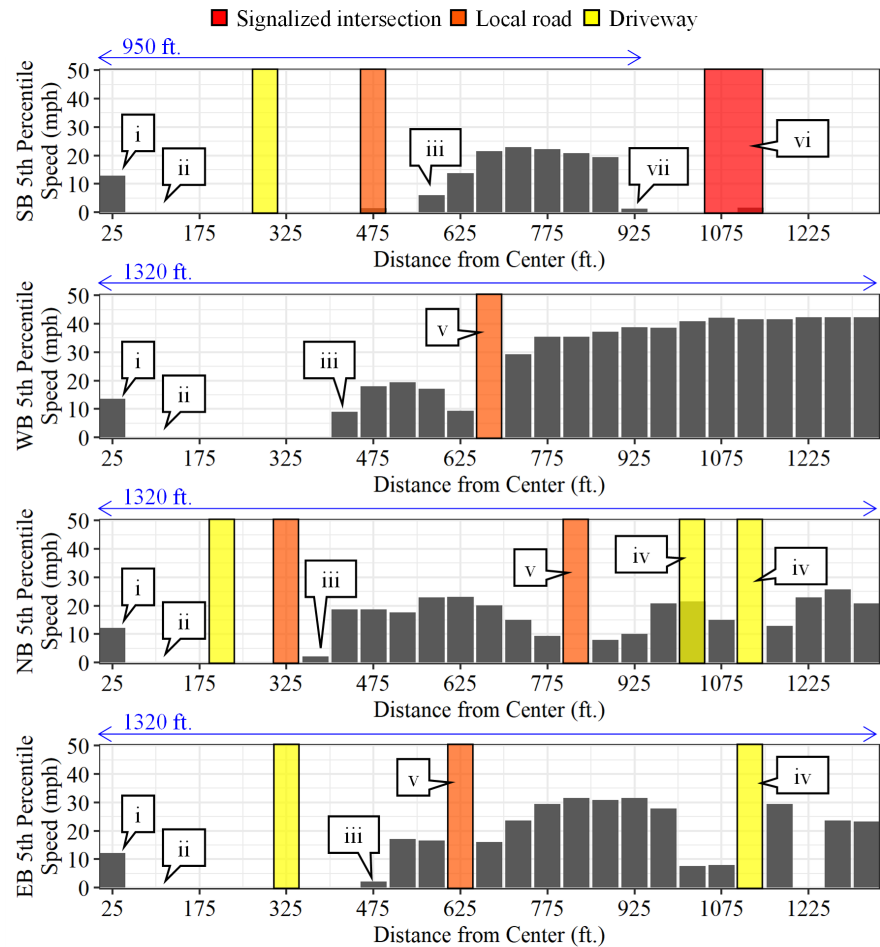 Signalized intersection Local road Driveway
950 ft.
SB 5th Percentile
Speed (mph)
50
40
30
20
10
0
i
ii
iii
vii
vi
25 175 325 475 625 775 925 1075 1225
Distance from Center (ft.)
1320 ft.
WB 5th Percentile
Speed (mph)
50
40
30
20
10
0
i
ii
iii
v
25 175 325 475 625 775 925 1075 1225
Distance from Center (ft.)
1320 ft.
NB 5th Percentile
Speed (mph)
50
40
30
20
10
0
i
ii
iii
v
iv
iv
25 175 325 475 625 775 925 1075 1225
Distance from Center (ft.)
1320 ft.
EB 5th Percentile
Speed (mph)
50
40
30
20
10
0
i
ii
iii
v
iv
25 175 325 475 625 775 925 1075 1225
Distance from Center (ft.)